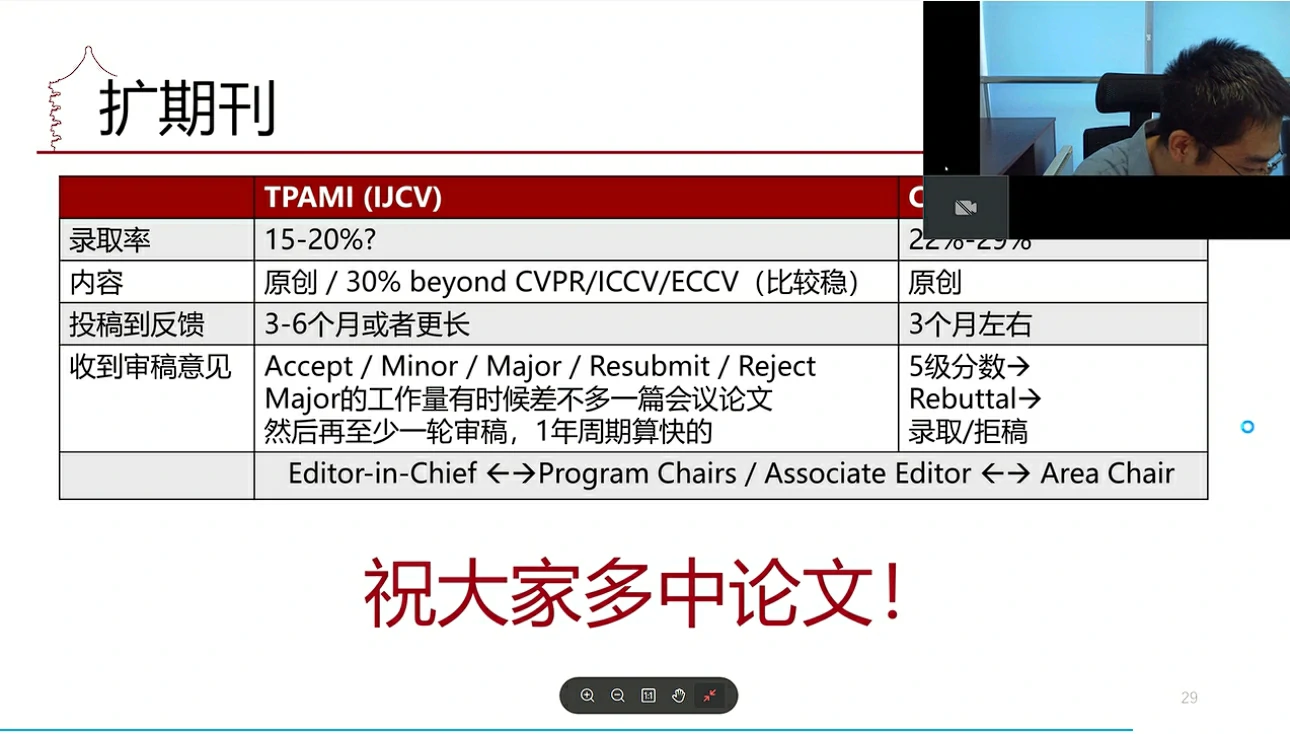 扩期刊
TPAMI (IJCV)
录取率
15-20%?
22%-29%
内容
原创 / 30% beyond CVPR/ICCV/ECCV（比较稳）
原创
投稿到反馈
3-6个月或者更长
3个月左右
收到审稿意见
Accept / Minor / Major / Resubmit / Reject
Major的工作量有时候差不多一篇会议论文
然后再至少一轮审稿，1年周期算快的
5级分数→
Rebuttal→
录取/拒稿
Editor-in-Chief ←→Program Chairs / Associate Editor ←→ Area Chair
祝大家多中论文！
1:1
29